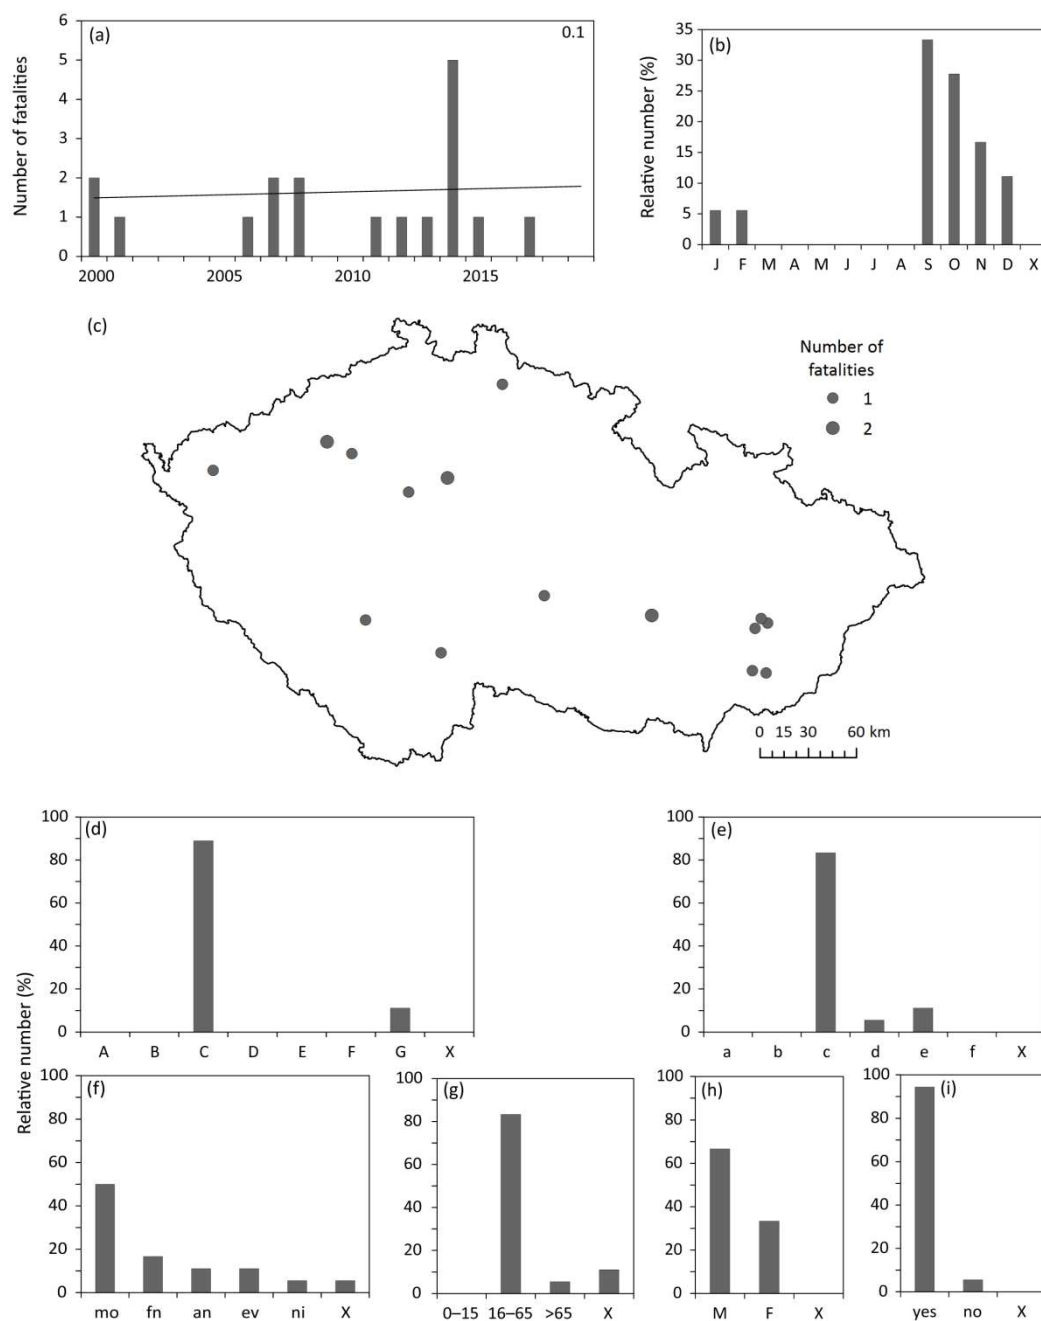 (a)
0.1
Number of fatalities
6
5
4
3
2
1
0
2000 2005 2010 2015
(b)
Relative number (%)
35
30
25
20
15
10
5
0
J F M A M J J A S O N D X
(c)
Number of
fatalities
1
2
0 15 30 60 km
Relative number (%)
(d)
100
80
60
40
20
0
A B C D E F G X
(e)
100
80
60
40
20
0
a b c d e f X
(f)
100
80
60
40
20
0
mo fn an ev ni X
(g)
100
80
60
40
20
0
0–15 16–65 >65 X
(h)
100
80
60
40
20
0
M F X
(i)
100
80
60
40
20
0
yes no X